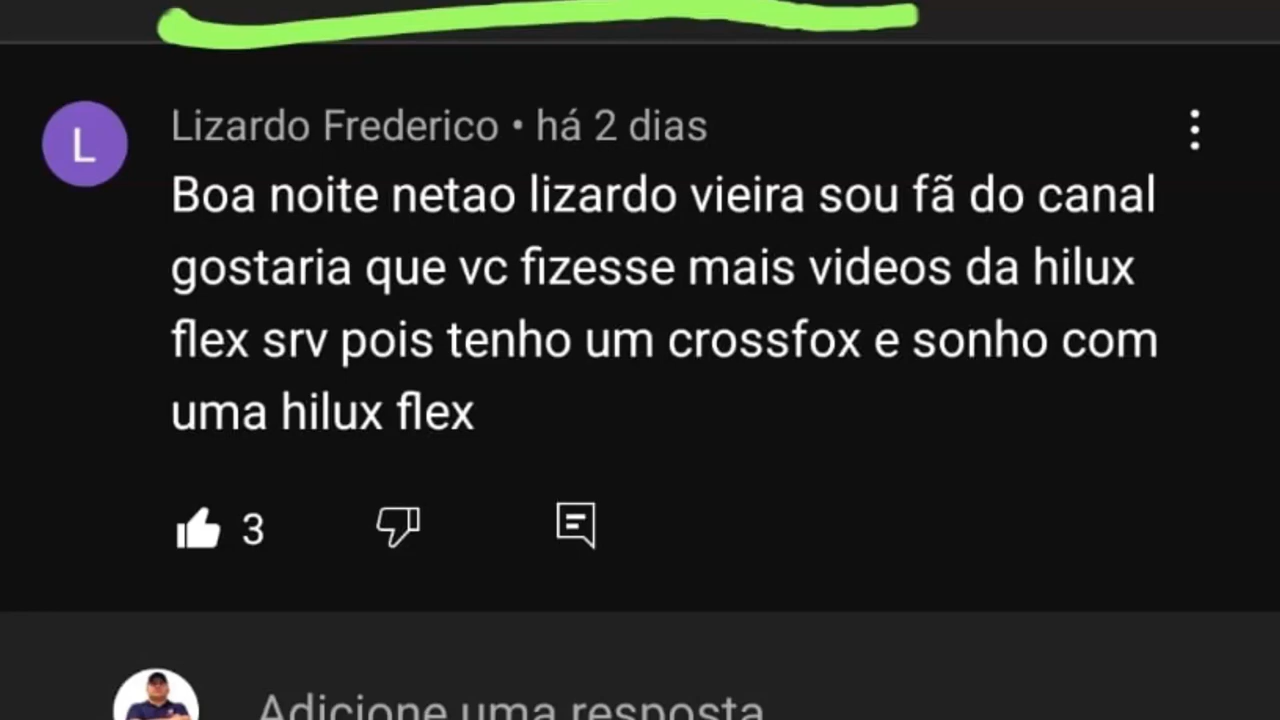 L
Lizardo Frederico • há 2 dias
Boa noite netao lizardo vieira sou fã do canal
gostaria que vc fizesse mais videos da hilux
flex srv pois tenho um crossfox e sonho com
uma hilux flex
3
Adicione uma resposta